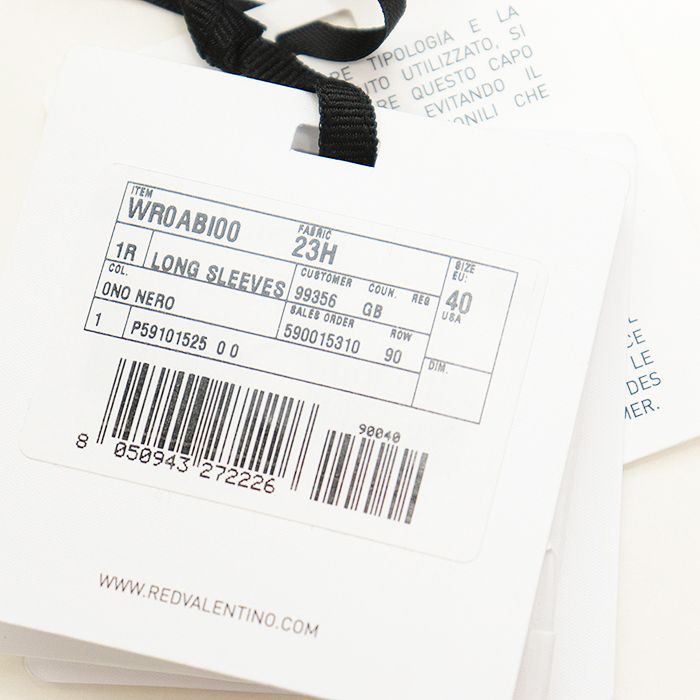 RE TIPOLOGIA E LA
UTO UTILIZZATO, SI
RE QUESTO CAPO
EVITANDO IL
ONILI CHE
ITEM
WR0ABI00
FABRIC
23H
SIZE
EU:
40
USA
1R LONG SLEEVES
CUSTOMER COUN. REG
99356 GB
COL.
0NO NERO
SALES ORDER ROW
590015310 90
1 P59101525 0 0
DIM.
90040
8 050943 272226
WWW.REDVALENTINO.COM
L
CE
LE
DES
MER.